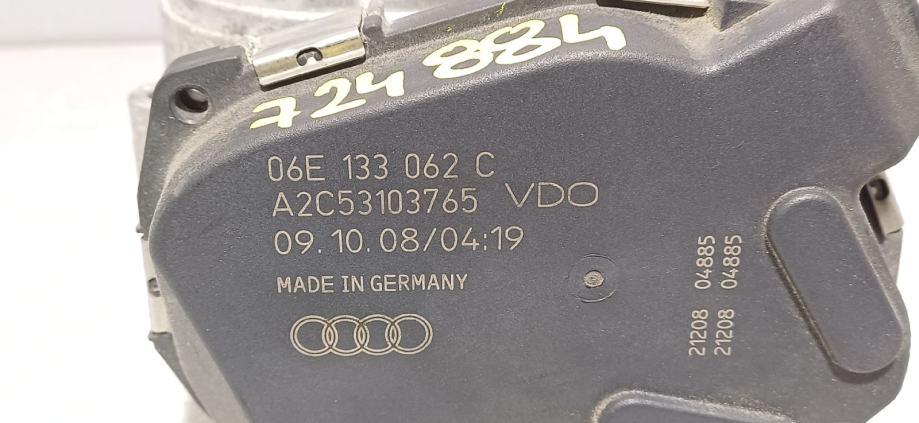 724 884
06E 133 062 C
A2C53103765 VDO
09.10.08/04:19
MADE IN GERMANY
21208 04885
21208 04885